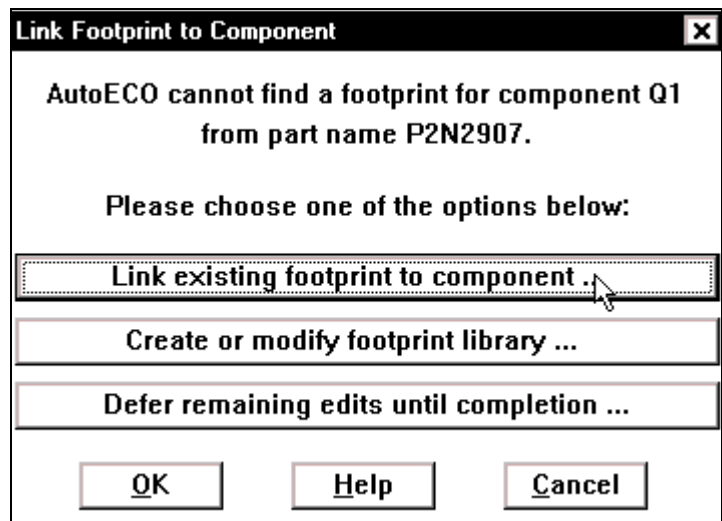 Link Footprint to Component
AutoECO cannot find a footprint for component Q1
from part name P2N2907.
Please choose one of the options below:
Link existing footprint to component ..
Create or modify footprint library ...
Defer remaining edits until completion ...
OK Help Cancel